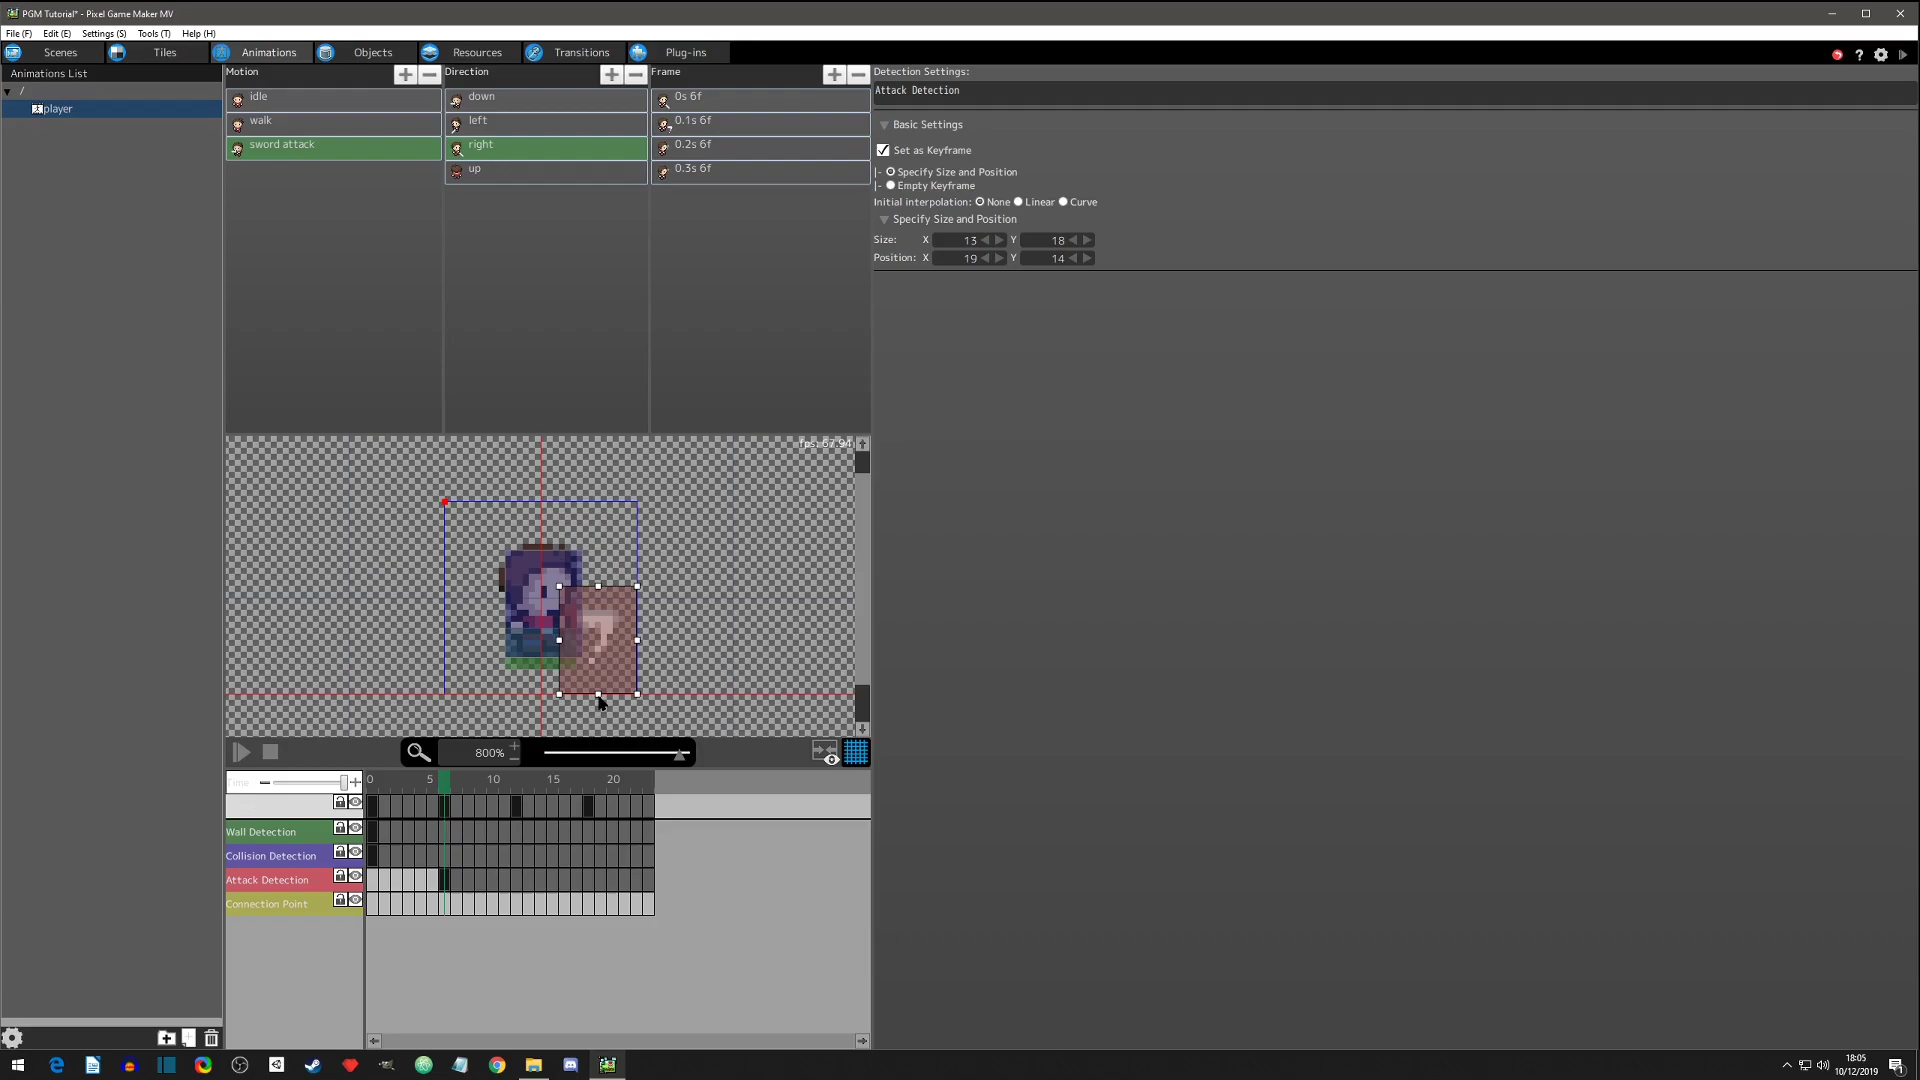 PGM Tutorial* - Pixel Game Maker MV
File (F) Edit (E) Settings (S) Tools (T) Help (H)
Scenes Tiles Animations Objects Resources Transitions Plug-ins
Animations List
/
player
Motion
idle
walk
sword attack
Direction
down
left
right
up
Frame
0s 6f
0.1s 6f
0.2s 6f
0.3s 6f
Detection Settings:
Attack Detection
Basic Settings
Set as Keyframe
Specify Size and Position
Empty Keyframe
Initial interpolation: None Linear Curve
Specify Size and Position
Size: X 13 Y 18
Position: X 19 Y 14
fps: 67.94
800%
Time
0 5 10 15 20
Wall Detection
Collision Detection
Attack Detection
Connection Point
18:05
10/12/2019